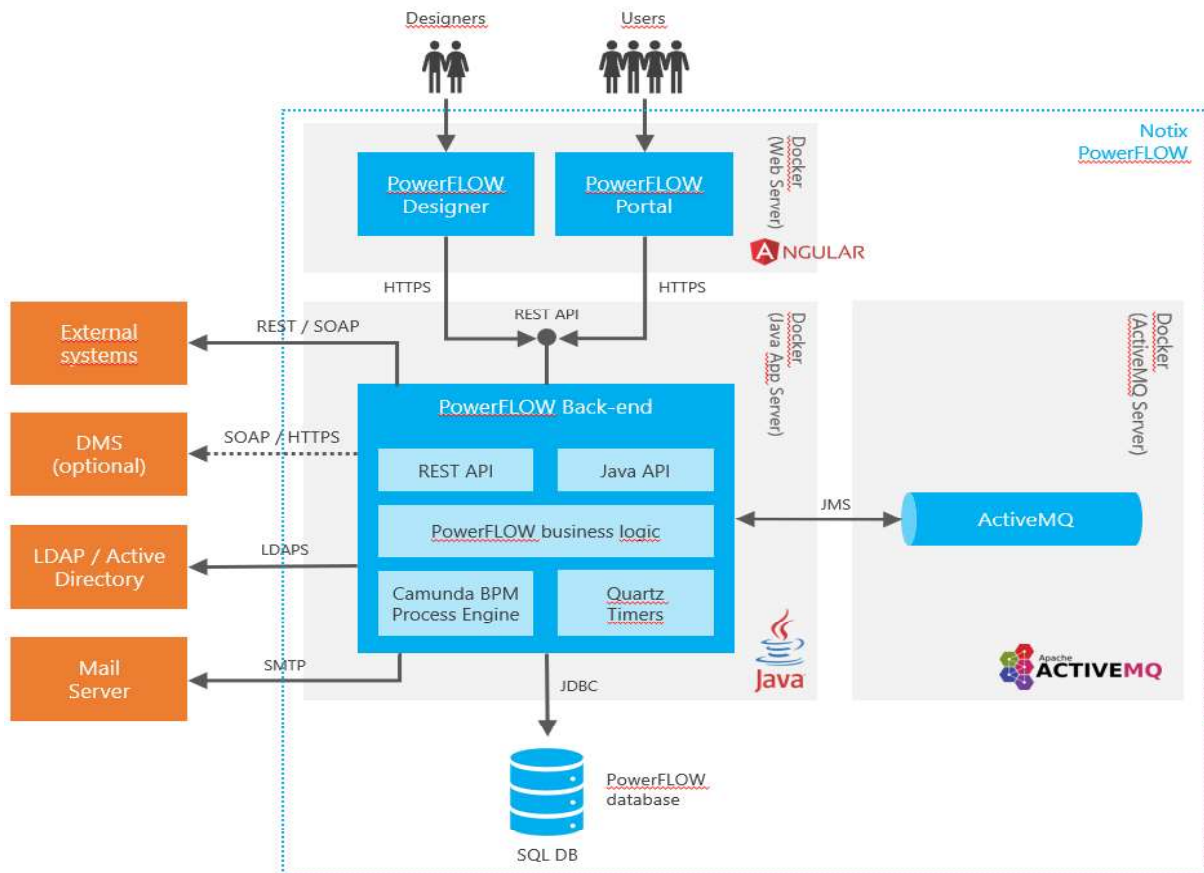 Designers
Users
Notix
PowerFLOW
Docker
(Web Server)
PowerFLOW
Designer
PowerFLOW
Portal
ANGULAR
HTTPS
HTTPS
REST API
External
systems
REST / SOAP
Docker
(Java App Server)
Docker
(ActiveMQ Server)
PowerFLOW Back-end
DMS
(optional)
SOAP / HTTPS
REST API
Java API
JMS
ActiveMQ
PowerFLOW business logic
LDAP / Active
Directory
LDAPS
Camunda BPM
Process Engine
Quartz
Timers
Mail
Server
SMTP
Java
Apache
ACTIVEMQ
JDBC
PowerFLOW
database
SQL DB